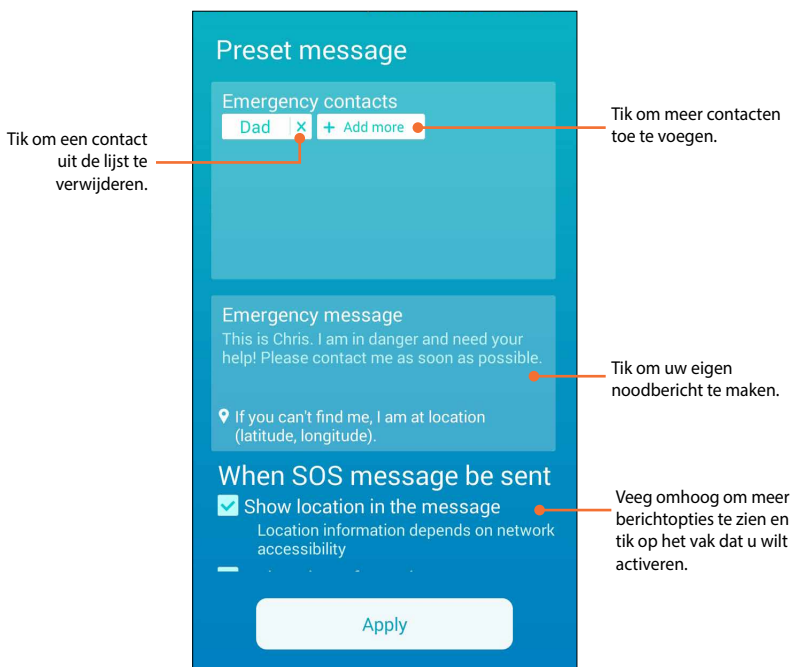 Preset message
Emergency contacts
Dad × + Add more
Tik om een contact
uit de lijst te
verwijderen.
Tik om meer contacten
toe te voegen.
Emergency message
This is Chris. I am in danger and need your
help! Please contact me as soon as possible.
If you can't find me, I am at location
(latitude, longitude).
Tik om uw eigen
noodbericht te maken.
When SOS message be sent
Show location in the message
Location information depends on network
accessibility
Veeg omhoog om meer
berichtopties te zien en
tik op het vak dat u wilt
activeren.
Apply